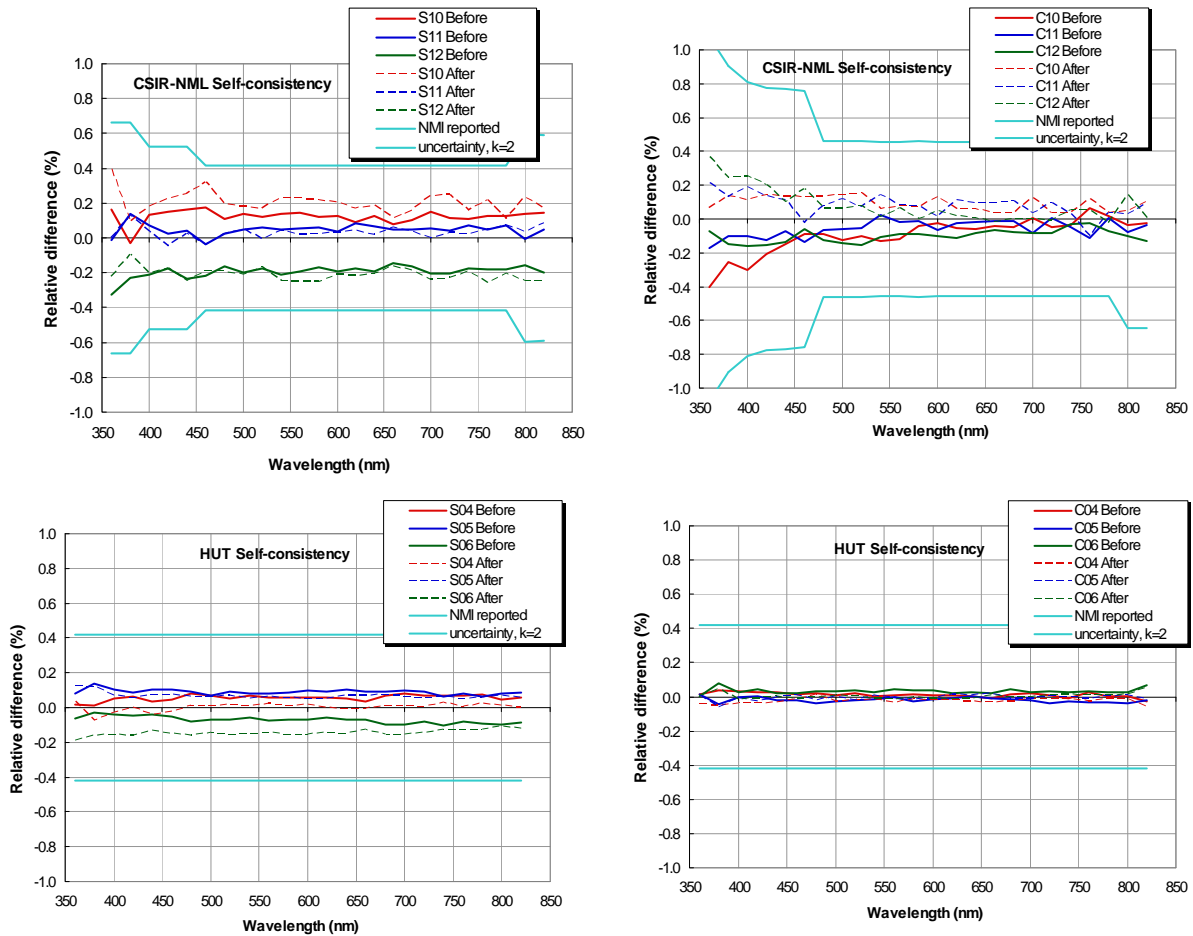 S10 Before
S11 Before
S12 Before
S10 After
S11 After
S12 After
NMI reported
uncertainty, k=2
CSIR-NML Self-consistency
Relative difference (%)
1.0
0.8
0.6
0.4
0.2
0.0
-0.2
-0.4
-0.6
-0.8
-1.0
350 400 450 500 550 600 650 700 750 800 850
Wavelength (nm)
C10 Before
C11 Before
C12 Before
C10 After
C11 After
C12 After
NMI reported
uncertainty, k=2
CSIR-NML Self-consistency
Relative difference (%)
1.0
0.8
0.6
0.4
0.2
0.0
-0.2
-0.4
-0.6
-0.8
-1.0
350 400 450 500 550 600 650 700 750 800 850
Wavelength (nm)
S04 Before
S05 Before
S06 Before
S04 After
S05 After
S06 After
NMI reported
uncertainty, k=2
HUT Self-consistency
Relative difference (%)
1.0
0.8
0.6
0.4
0.2
0.0
-0.2
-0.4
-0.6
-0.8
-1.0
350 400 450 500 550 600 650 700 750 800 850
Wavelength (nm)
C04 Before
C05 Before
C06 Before
C04 After
C05 After
C06 After
NMI reported
uncertainty, k=2
HUT Self-consistency
Relative difference (%)
1.0
0.8
0.6
0.4
0.2
0.0
-0.2
-0.4
-0.6
-0.8
-1.0
350 400 450 500 550 600 650 700 750 800 850
Wavelength (nm)